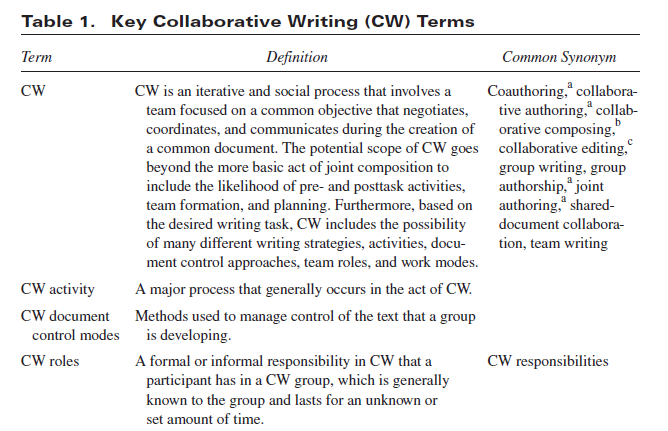 Table 1. Key Collaborative Writing (CW) Terms
Term Definition Common Synonym
CW CW is an iterative and social process that involves a Coauthoring,a collabora-
team focused on a common objective that negotiates, tive authoring,a collab-
coordinates, and communicates during the creation of orative composing,b
a common document. The potential scope of CW goes collaborative editing,c
beyond the more basic act of joint composition to group writing, group
include the likelihood of pre- and posttask activities, authorship,a joint
team formation, and planning. Furthermore, based on authoring,a shared-
the desired writing task, CW includes the possibility document collabora-
of many different writing strategies, activities, docu- tion, team writing
ment control approaches, team roles, and work modes.
CW activity A major process that generally occurs in the act of CW.
CW document Methods used to manage control of the text that a group
control modes is developing.
CW roles A formal or informal responsibility in CW that a CW responsibilities
participant has in a CW group, which is generally
known to the group and lasts for an unknown or
set amount of time.